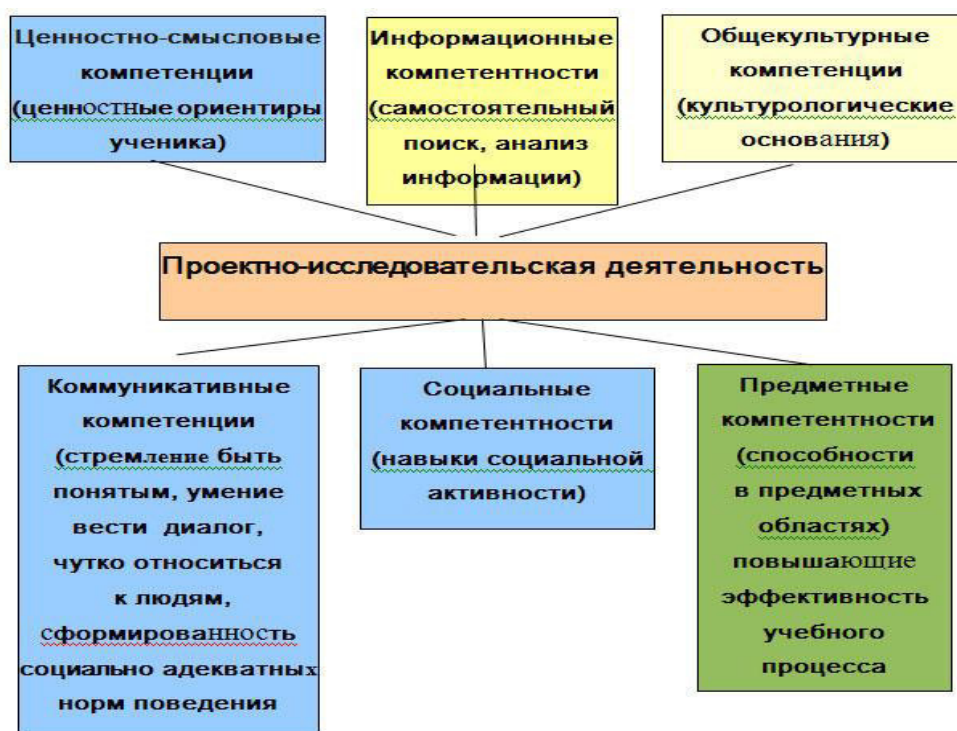 Ценностно-смысловые
компетенции
(ценностные ориентиры
ученика)
Информационные
компетентности
(самостоятельный
поиск, анализ
информации)
Общекультурные
компетенции
(культурологические
основания)
Проектно-исследовательская деятельность
Коммуникативные
компетенции
(стремление быть
понятым, умение
вести диалог,
чутко относиться
к людям,
сформированность
социально адекватных
норм поведения
Социальные
компетентности
(навыки социальной
активности)
Предметные
компетентности
(способности
в предметных
областях)
повышающие
эффективность
учебного
процесса